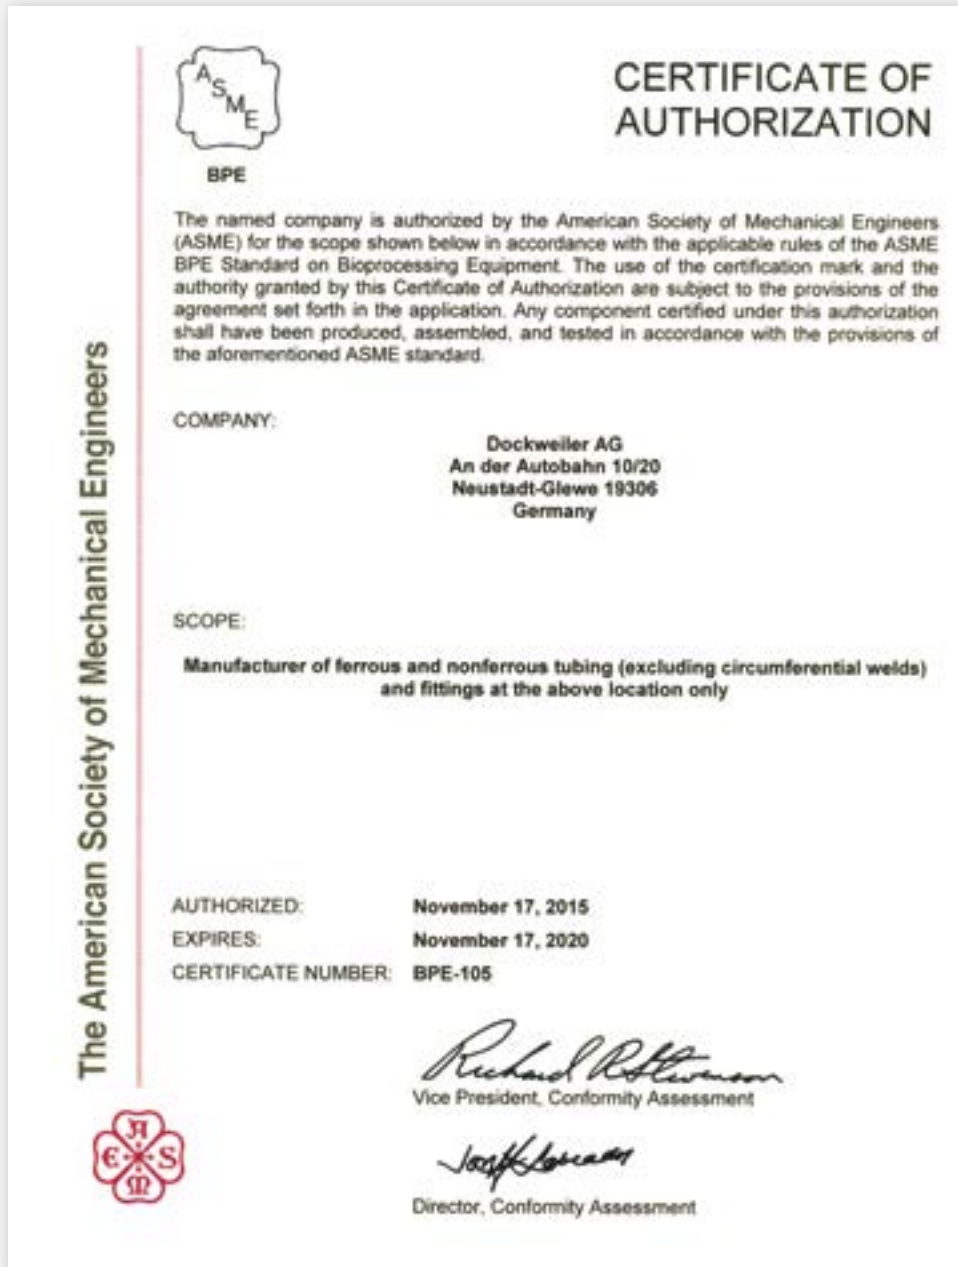 ASME
BPE
CERTIFICATE OF
AUTHORIZATION
The named company is authorized by the American Society of Mechanical Engineers
(ASME) for the scope shown below in accordance with the applicable rules of the ASME
BPE Standard on Bioprocessing Equipment. The use of the certification mark and the
authority granted by this Certificate of Authorization are subject to the provisions of the
agreement set forth in the application. Any component certified under this authorization
shall have been produced, assembled, and tested in accordance with the provisions of
the aforementioned ASME standard.
COMPANY:
Dockweiler AG
An der Autobahn 10/20
Neustadt-Glewe 19306
Germany
SCOPE:
Manufacturer of ferrous and nonferrous tubing (excluding circumferential welds)
and fittings at the above location only
AUTHORIZED: November 17, 2015
EXPIRES: November 17, 2020
CERTIFICATE NUMBER: BPE-105
Richard R Stevenson
Vice President, Conformity Assessment
Director, Conformity Assessment
The American Society of Mechanical Engineers
ASME